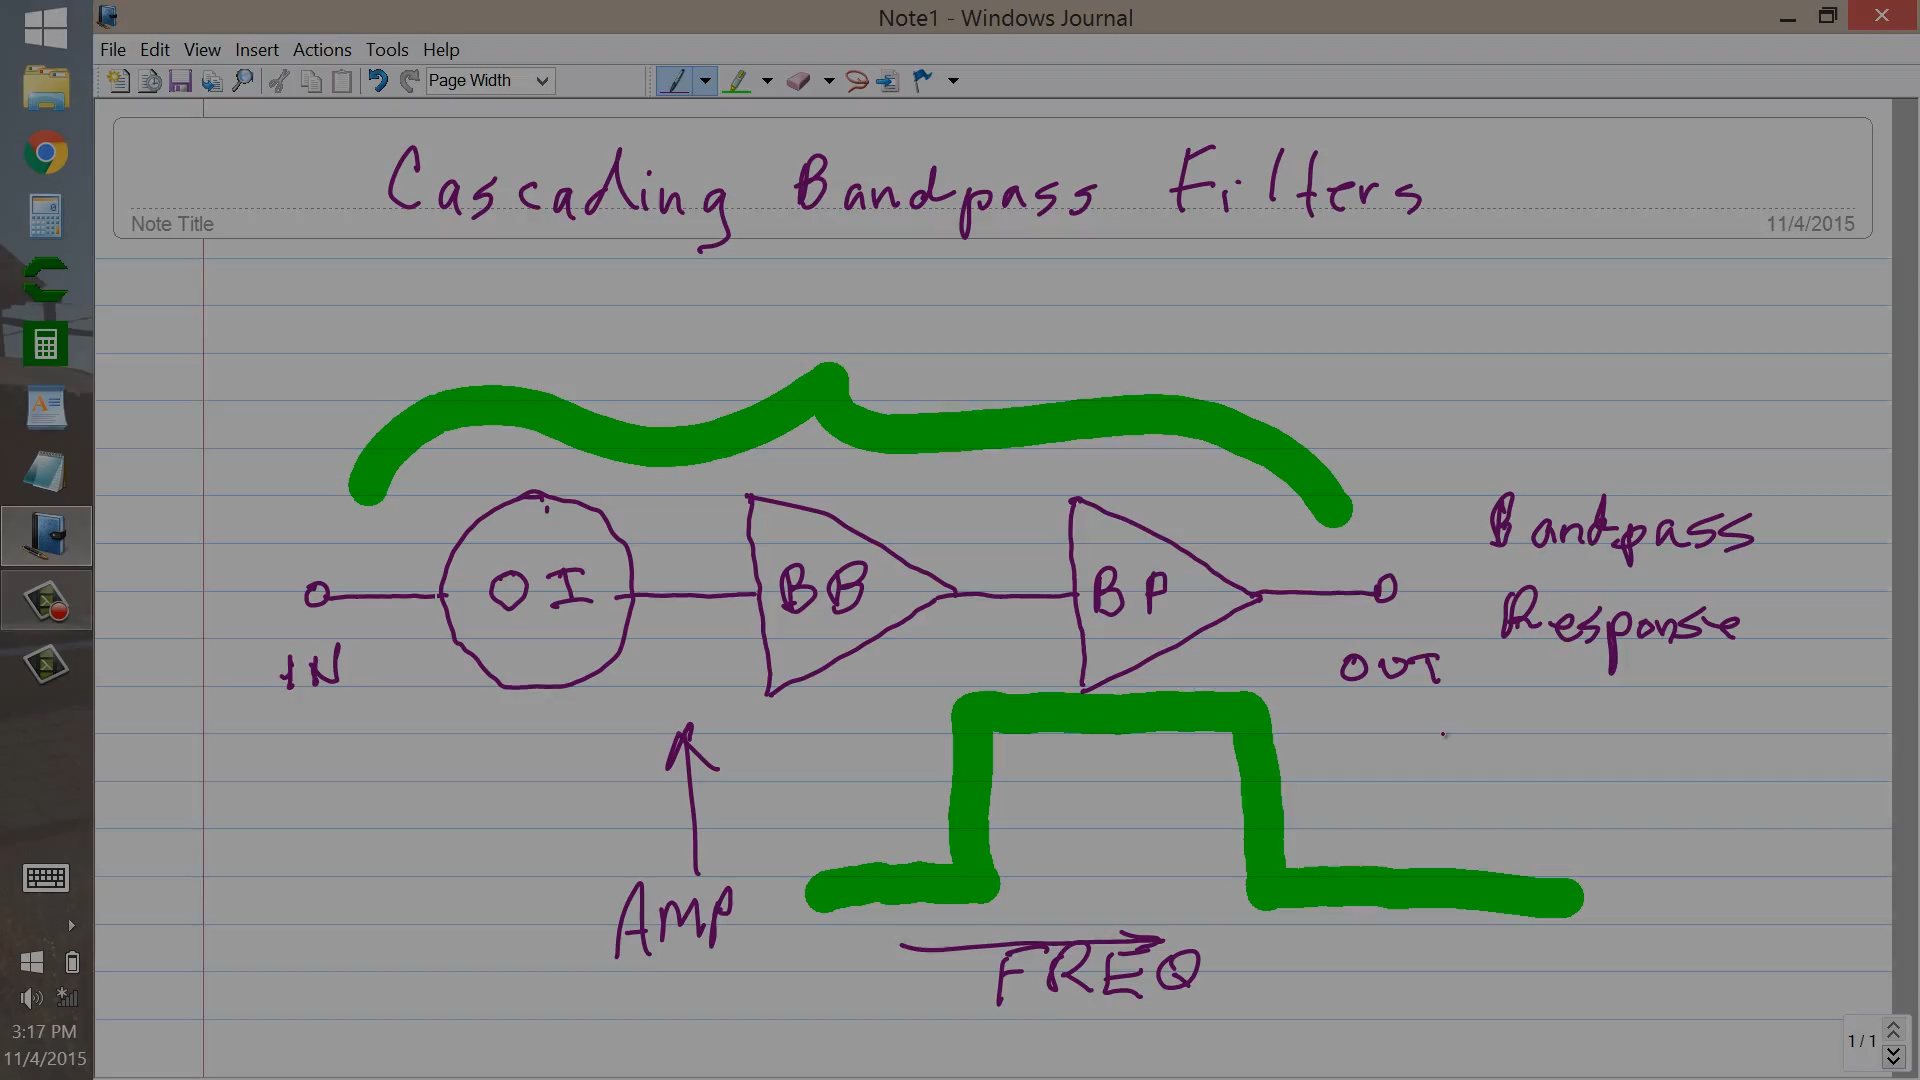 Note1 - Windows Journal
File Edit View Insert Actions Tools Help
Page Width
Cascading Bandpass Filters
Note Title
11/4/2015
OI
BB
BP
Bandpass
Response
IN
OUT
AMP
FREQ
3:17 PM
11/4/2015
1 / 1